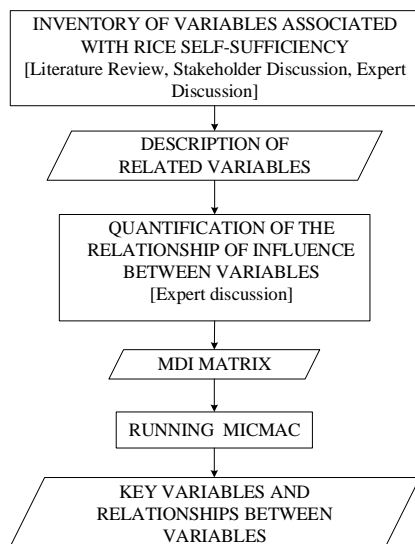 INVENTORY OF VARIABLES ASSOCIATED
WITH RICE SELF-SUFFICIENCY
[Literature Review, Stakeholder Discussion, Expert
Discussion]
DESCRIPTION OF
RELATED VARIABLES
QUANTIFICATION OF THE
RELATIONSHIP OF INFLUENCE
BETWEEN VARIABLES
[Expert discussion]
MDI MATRIX
RUNNING MICMAC
KEY VARIABLES AND
RELATIONSHIPS BETWEEN
VARIABLES